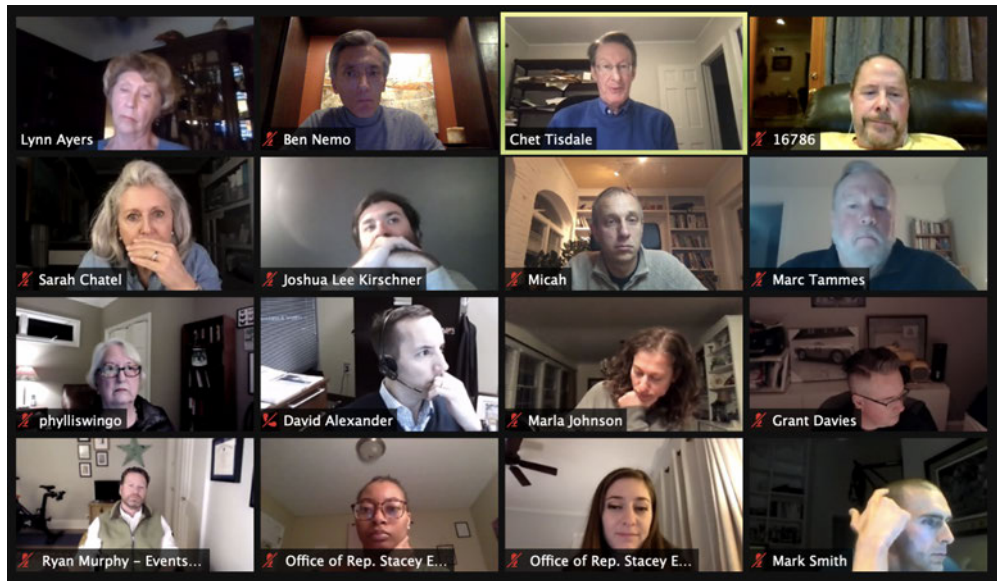 Lynn Ayers
Ben Nemo
Chet Tisdale
16786
Sarah Chatel
Joshua Lee Kirschner
Micah
Marc Tammes
phylliswingo
David Alexander
Marla Johnson
Grant Davies
Ryan Murphy – Events...
Office of Rep. Stacey E...
Office of Rep. Stacey E...
Mark Smith